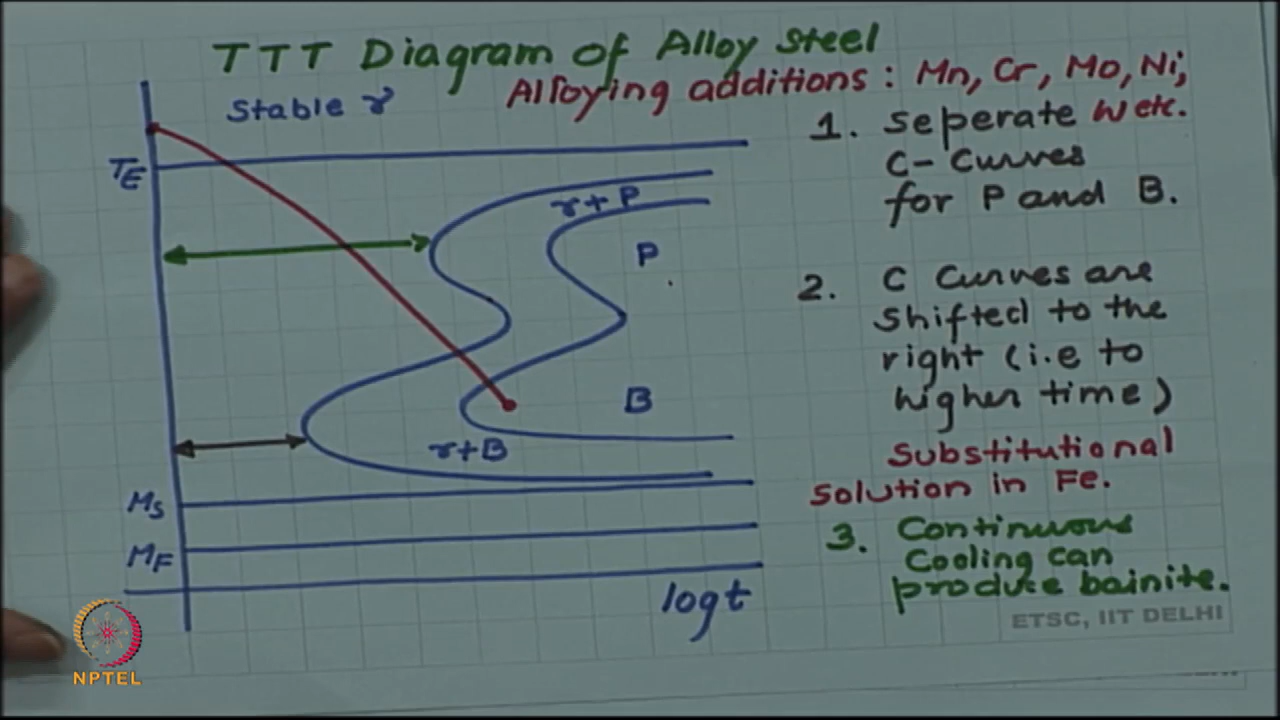 TTT Diagram of Alloy Steel
Alloying additions : Mn, Cr, Mo, Ni,
W etc.
Stable γ
TE
γ+P
P
B
γ+B
MS
MF
log t
1. Seperate
C- Curves
for P and B.
2. C Curves are
shifted to the
right (i.e to
higher time)
Substitutional
solution in Fe.
3. Continuous
Cooling can
produce bainite.
ETSC, IIT DELHI
NPTEL